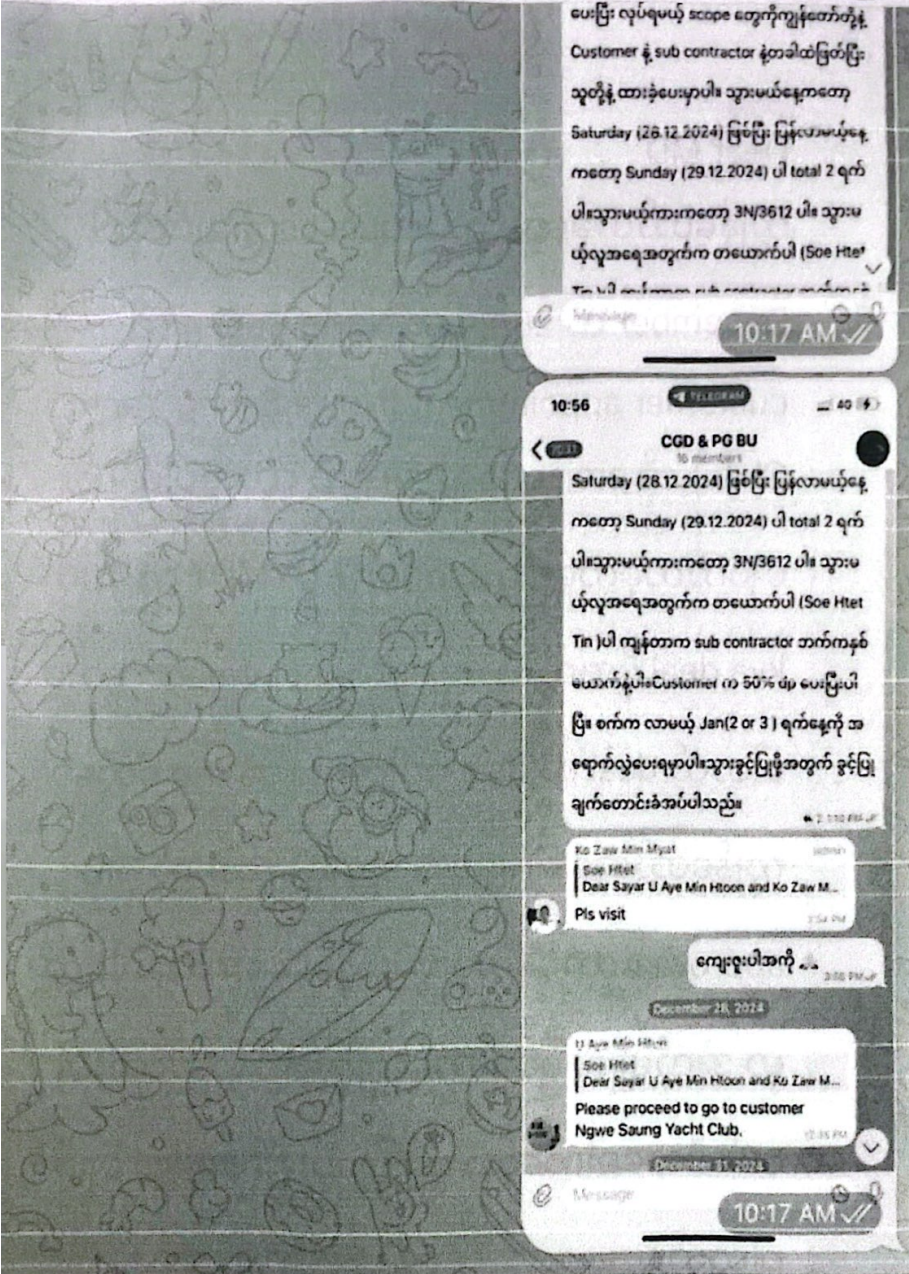 ပေးပြီး လုပ်ရမယ့် scope တွေကိုကျွန်တော်တို့နဲ့
Customer နဲ့ sub contractor နဲ့တခါထဲဖြတ်ပြီး
သူတို့နဲ့ ထားခဲ့ပေးမှာပါ။ သွားမယ်နေ့ကတော့
Saturday (28.12.2024) ဖြစ်ပြီး ပြန်လာမယ့်နေ့
ကတော့ Sunday (29.12.2024) ပါ total 2 ရက်
ပါ။သွားမယ့်ကားကတော့ 3N/3612 ပါ။ သွားမ
ယ့်လူအရေအတွက်က တယောက်ပါ (Soe Htet
Message
10:17 AM
10:56
TELEGRAM
4G
CGD & PG BU
16 members
Saturday (28.12.2024) ဖြစ်ပြီး ပြန်လာမယ့်နေ့
ကတော့ Sunday (29.12.2024) ပါ total 2 ရက်
ပါ။သွားမယ့်ကားကတော့ 3N/3612 ပါ။ သွားမ
ယ့်လူအရေအတွက်က တယောက်ပါ (Soe Htet
Tin )ပါ ကျန်တာက sub contractor ဘက်ကနှစ်
ယောက်နဲ့ပါ။Customer က 50% dp ပေးပြီးပါ
ပြီ။ စက်က လာမယ့် Jan(2 or 3 ) ရက်နေ့ကို အ
ရောက်လွှဲပေးရမှာပါ။သွားခွင့်ပြုဖို့အတွက် ခွင့်ပြု
ချက်တောင်းခံအပ်ပါသည်။
Ko Zaw Min Myat
Soe Htet
Dear Sayar U Aye Min Htoon and Ko Zaw M...
Pls visit
3:54 PM
ကျေးဇူးပါအကို
December 28, 2024
U Aye Min Htoon
Soe Htet
Dear Sayar U Aye Min Htoon and Ko Zaw M...
Please proceed to go to customer
Ngwe Saung Yacht Club.
December 31, 2024
Message
10:17 AM